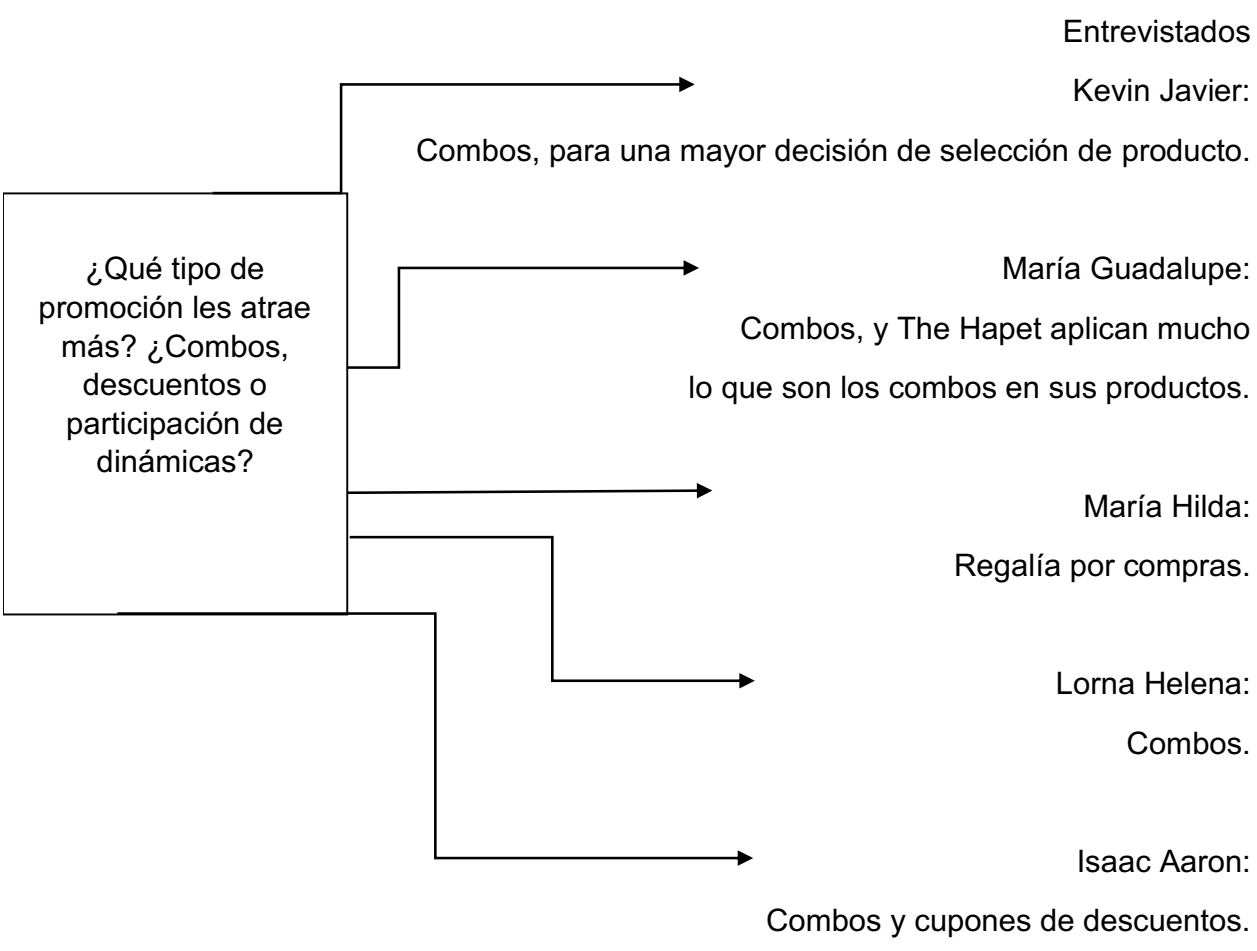 ¿Qué tipo de
promoción les atrae
más? ¿Combos,
descuentos o
participación de
dinámicas?
Entrevistados
Kevin Javier:
Combos, para una mayor decisión de selección de producto.
María Guadalupe:
Combos, y The Hapet aplican mucho
lo que son los combos en sus productos.
María Hilda:
Regalía por compras.
Lorna Helena:
Combos.
Isaac Aaron:
Combos y cupones de descuentos.